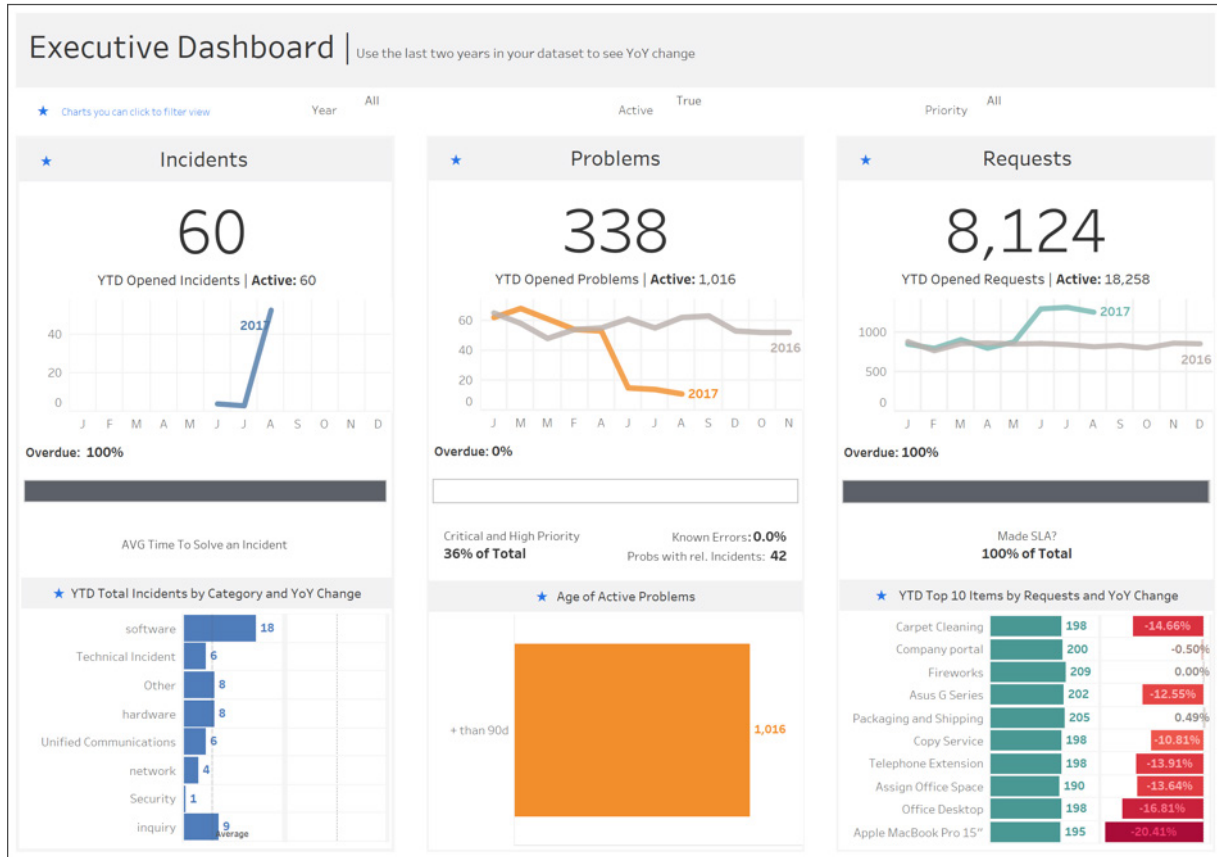 Executive Dashboard | Use the last two years in your dataset to see YoY change
★ Charts you can click to filter view
Year All
Active True
Priority All
★ Incidents
60
YTD Opened Incidents | Active: 60
40
20
0
2017
J F M A M J J A S O N D
Overdue: 100%
AVG Time To Solve an Incident
★ YTD Total Incidents by Category and YoY Change
software 18
Technical Incident 6
Other 8
hardware 8
Unified Communications 6
network 4
Security 1
inquiry 9
Average
★ Problems
338
YTD Opened Problems | Active: 1,016
60
40
20
0
2016
2017
J M M A A J J A S D O N
Overdue: 0%
Critical and High Priority
36% of Total
Known Errors: 0.0%
Probs with rel. Incidents: 42
★ Age of Active Problems
+ than 90d 1,016
★ Requests
8,124
YTD Opened Requests | Active: 18,258
1000
500
0
2017
2016
J F M A M J J A S O N D
Overdue: 100%
Made SLA?
100% of Total
★ YTD Top 10 Items by Requests and YoY Change
Carpet Cleaning 198 -14.66%
Company portal 200 -0.50%
Fireworks 209 0.00%
Asus G Series 202 -12.55%
Packaging and Shipping 205 0.49%
Copy Service 198 -10.81%
Telephone Extension 198 -13.91%
Assign Office Space 190 -13.64%
Office Desktop 198 -16.81%
Apple MacBook Pro 15" 195 -20.41%